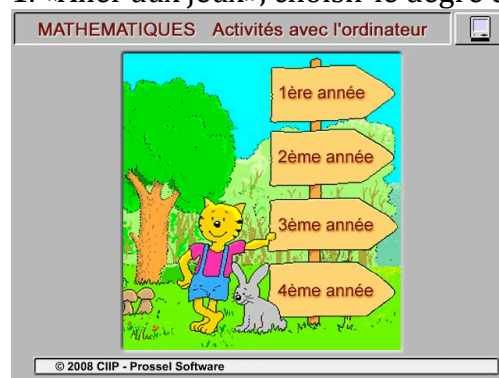 MATHEMATIQUES Activités avec l'ordinateur
1ère année
2ème année
3ème année
4ème année
© 2008 CIIP - Prossel Software